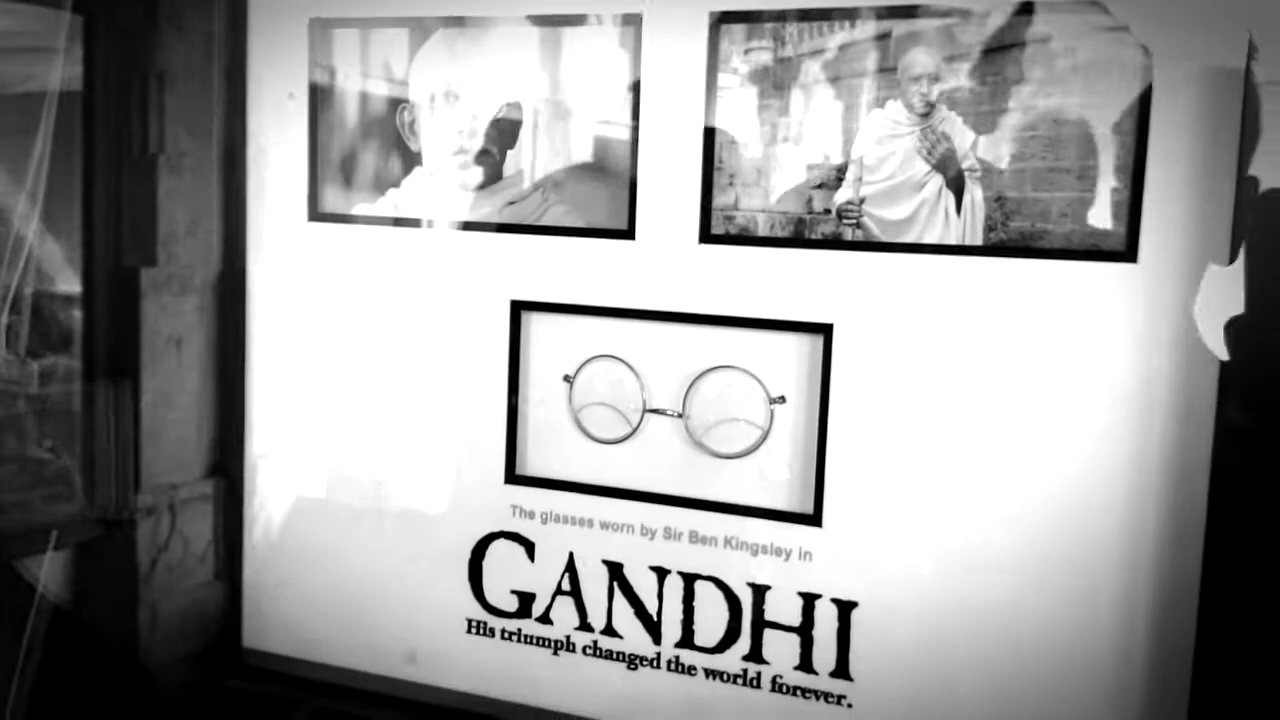 The glasses worn by Sir Ben Kingsley in
GANDHI
His triumph changed the world forever.